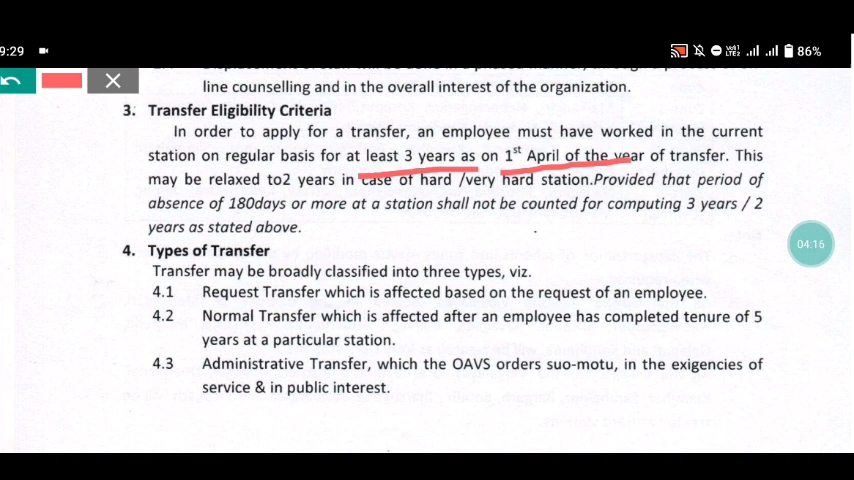 9:29
86%
line counselling and in the overall interest of the organization.
3. Transfer Eligibility Criteria
In order to apply for a transfer, an employee must have worked in the current
station on regular basis for at least 3 years as on 1st April of the year of transfer. This
may be relaxed to2 years in case of hard /very hard station.Provided that period of
absence of 180days or more at a station shall not be counted for computing 3 years / 2
years as stated above.
4. Types of Transfer
Transfer may be broadly classified into three types, viz.
4.1 Request Transfer which is affected based on the request of an employee.
4.2 Normal Transfer which is affected after an employee has completed tenure of 5
years at a particular station.
4.3 Administrative Transfer, which the OAVS orders suo-motu, in the exigencies of
service & in public interest.
04:16